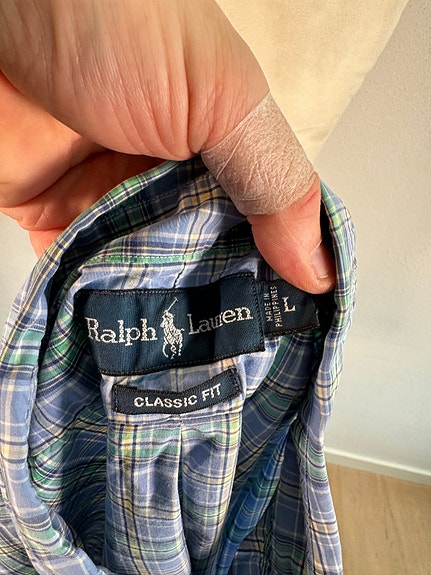 Ralph Lauren
MADE IN
PHILIPPINES
L
CLASSIC FIT